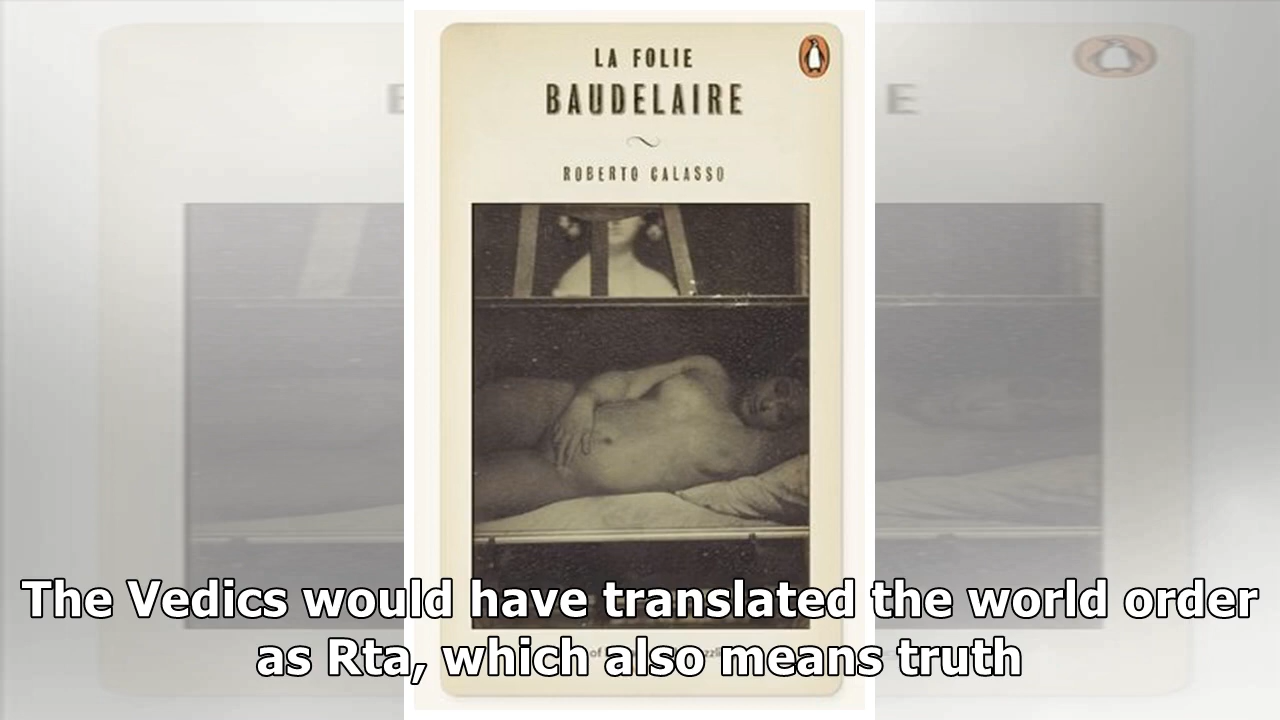 LA FOLIE
BAUDELAIRE
ROBERTO CALASSO
The Vedics would have translated the world order
as Rta, which also means truth